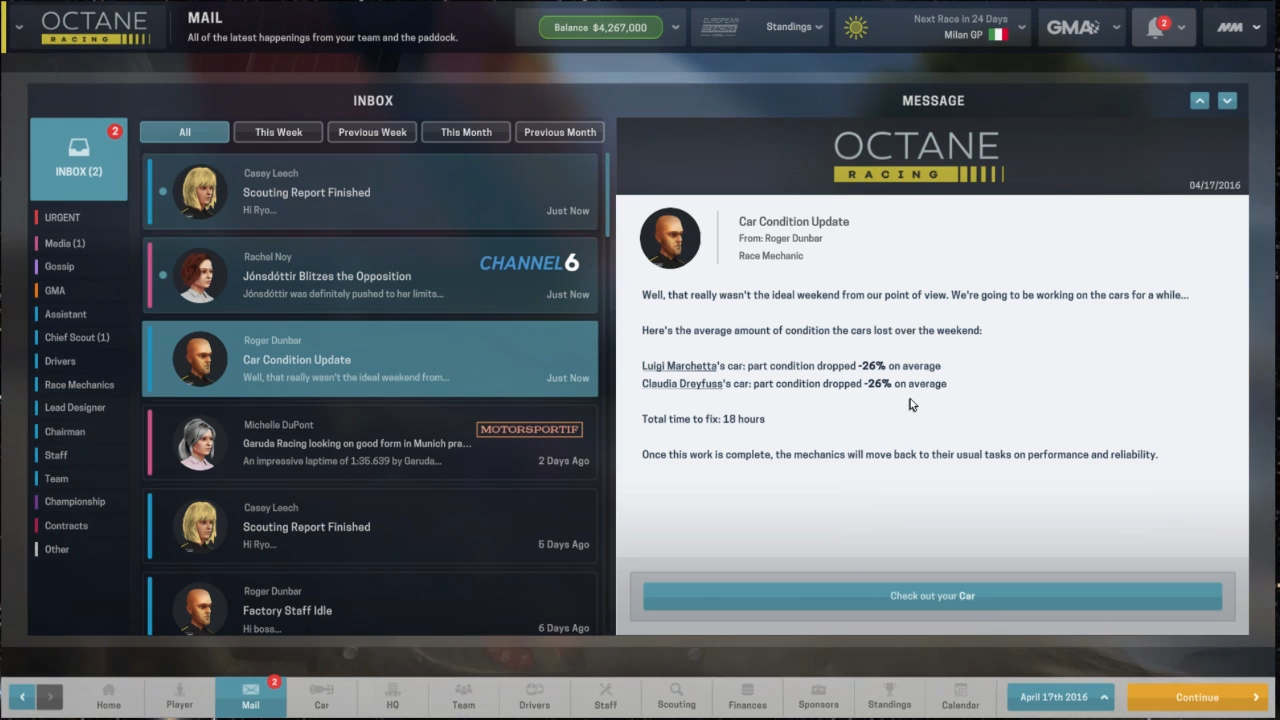 OCTANE
RACING
MAIL
All of the latest happenings from your team and the paddock.
Balance $4,267,000
Standings
Next Race in 24 Days
Milan GP
GMA
2
INBOX
MESSAGE
2
INBOX (2)
URGENT
Media (1)
Gossip
GMA
Assistant
Chief Scout (1)
Drivers
Race Mechanics
Lead Designer
Chairman
Staff
Team
Championship
Contracts
Other
All
This Week
Previous Week
This Month
Previous Month
Casey Leech
Scouting Report Finished
Hi Ryo...
Just Now
Rachel Noy
Jónsdóttir Blitzes the Opposition
Jónsdóttir was definitely pushed to her limits...
CHANNEL6
Just Now
Roger Dunbar
Car Condition Update
Well, that really wasn't the ideal weekend from...
Just Now
Michelle DuPont
Garuda Racing looking on good form in Munich pra...
An impressive laptime of 1:35.639 by Garuda...
MOTORSPORTIF
2 Days Ago
Casey Leech
Scouting Report Finished
Hi Ryo...
5 Days Ago
Roger Dunbar
Factory Staff Idle
Hi boss...
6 Days Ago
OCTANE
RACING
04/17/2016
Car Condition Update
From: Roger Dunbar
Race Mechanic
Well, that really wasn't the ideal weekend from our point of view. We're going to be working on the cars for a while...
Here's the average amount of condition the cars lost over the weekend:
Luigi Marchetta's car: part condition dropped -26% on average
Claudia Dreyfuss's car: part condition dropped -26% on average
Total time to fix: 18 hours
Once this work is complete, the mechanics will move back to their usual tasks on performance and reliability.
Check out your Car
Home
Player
Mail
2
Car
HQ
Team
Drivers
Staff
Scouting
Finances
Sponsors
Standings
Calendar
April 17th 2016
Continue